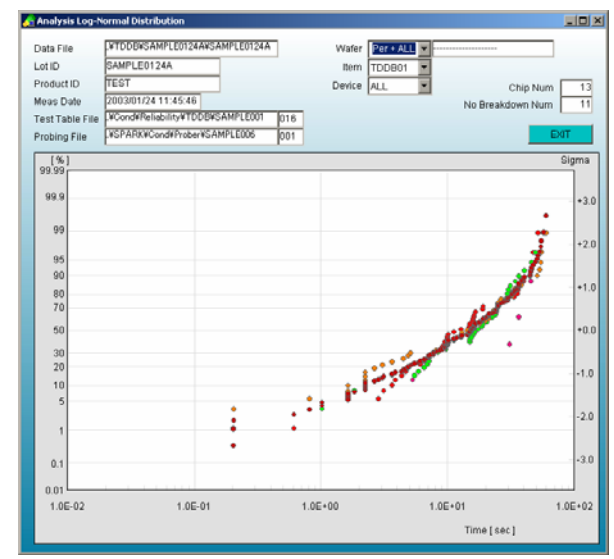 Analysis Log-Normal Distribution
Data File .¥TDDB¥SAMPLE0124A¥SAMPLE0124A Wafer Per + ALL --------------------
Lot ID SAMPLE0124A Item TDDB01
Product ID TEST Device ALL Chip Num 13
Meas Date 2003/01/24 11:45:46 No Breakdown Num 11
Test Table File .¥Cond¥Reliability¥TDDB¥SAMPLE001 016
Probing File .¥SPARK¥Cond¥Prober¥SAMPLE006 001 EXIT
[%] Sigma
99.99
99.9 +3.0
99 +2.0
95
90 +1.0
80
70
50 +0.0
30
20 -1.0
10
5 -2.0
1
0.1 -3.0
0.01
1.0E-02 1.0E-01 1.0E+00 1.0E+01 1.0E+02
Time [sec]